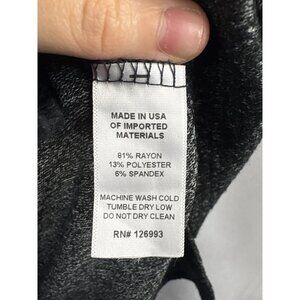 MADE IN USA
OF IMPORTED
MATERIALS
81% RAYON
13% POLYESTER
6% SPANDEX
MACHINE WASH COLD
TUMBLE DRY LOW
DO NOT DRY CLEAN
RN# 126993